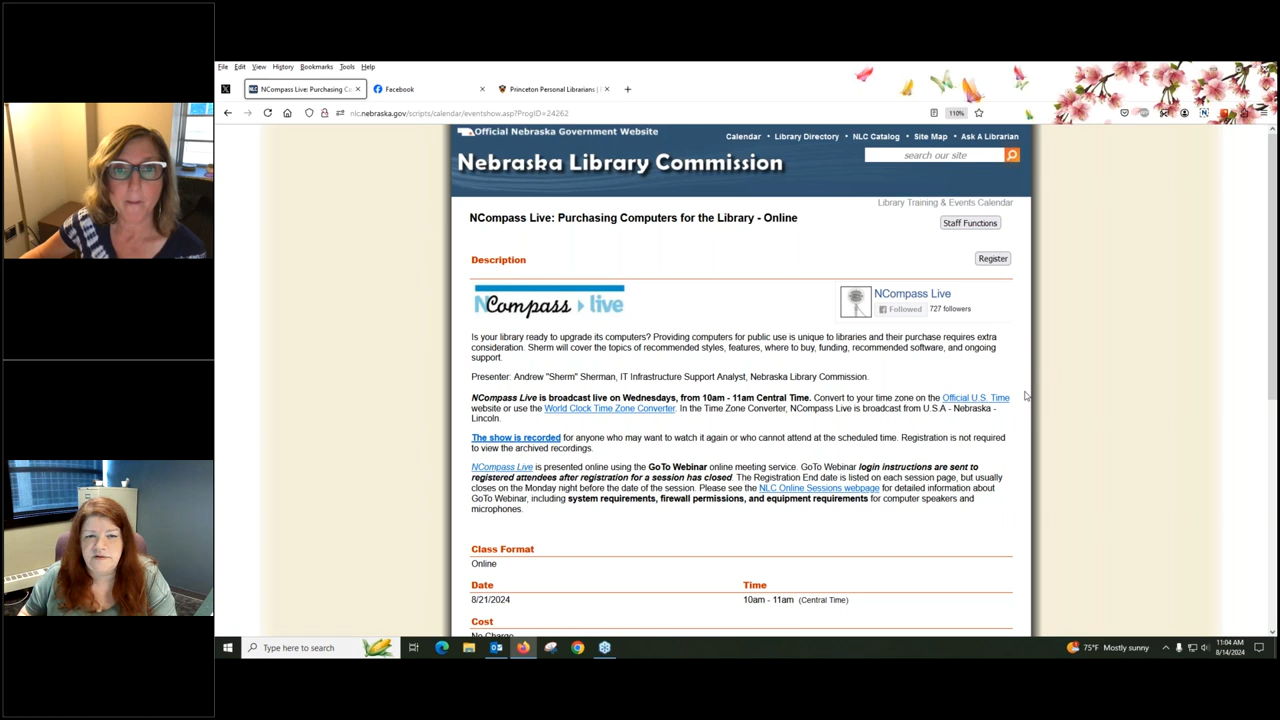 File Edit View History Bookmarks Tools Help
NCompass Live: Purchasing Co
Facebook
Princeton Personal Librarians |
nlc.nebraska.gov/scripts/calendar/eventshow.asp?ProgID=24262
110%
Official Nebraska Government Website
Calendar • Library Directory • NLC Catalog • Site Map • Ask A Librarian
Nebraska Library Commission
search our site
Library Training & Events Calendar
NCompass Live: Purchasing Computers for the Library - Online
Staff Functions
Description
Register
NCompass live
NCompass Live
Followed 727 followers
Is your library ready to upgrade its computers? Providing computers for public use is unique to libraries and their purchase requires extra
consideration. Sherm will cover the topics of recommended styles, features, where to buy, funding, recommended software, and ongoing
support.
Presenter: Andrew "Sherm" Sherman, IT Infrastructure Support Analyst, Nebraska Library Commission.
NCompass Live is broadcast live on Wednesdays, from 10am - 11am Central Time. Convert to your time zone on the Official U.S. Time
website or use the World Clock Time Zone Converter. In the Time Zone Converter, NCompass Live is broadcast from U.S.A - Nebraska -
Lincoln.
The show is recorded for anyone who may want to watch it again or who cannot attend at the scheduled time. Registration is not required
to view the archived recordings.
NCompass Live is presented online using the GoTo Webinar online meeting service. GoTo Webinar login instructions are sent to
registered attendees after registration for a session has closed. The Registration End date is listed on each session page, but usually
closes on the Monday night before the date of the session. Please see the NLC Online Sessions webpage for detailed information about
GoTo Webinar, including system requirements, firewall permissions, and equipment requirements for computer speakers and
microphones.
Class Format
Online
Date
Time
8/21/2024
10am - 11am (Central Time)
Cost
No Charge
Type here to search
75°F Mostly sunny
11:04 AM
8/14/2024